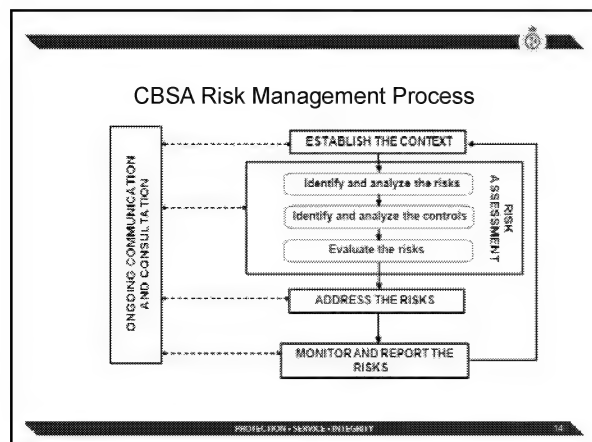 CBSA Risk Management Process
ONGOING COMMUNICATION
AND CONSULTATION
ESTABLISH THE CONTEXT
Identify and analyze the risks
Identify and analyze the controls
Evaluate the risks
RISK
ASSESSMENT
ADDRESS THE RISKS
MONITOR AND REPORT THE
RISKS
PROTECTION • SERVICE • INTEGRITY
14